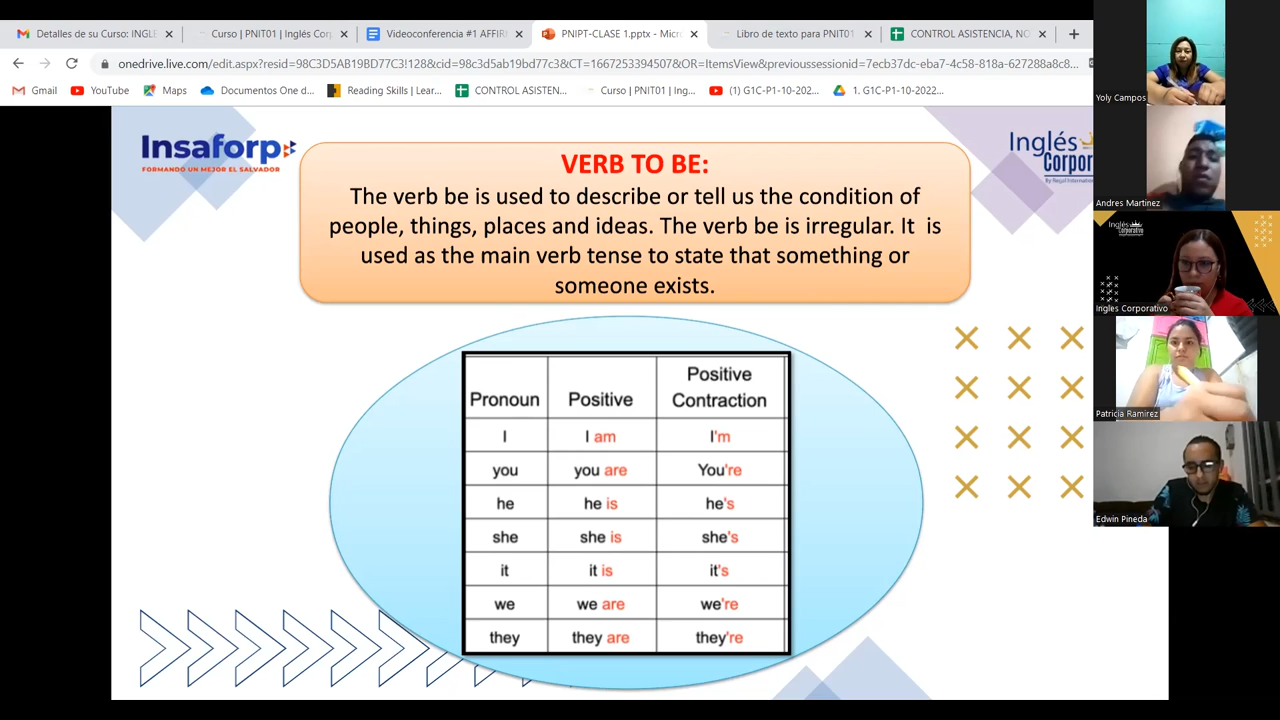 Detalles de su Curso: INGLE
Curso | PNIT01 | Inglés Corp
Videoconferencia #1 AFFIRI
PNIPT-CLASE 1.pptx - Micro
Libro de texto para PNIT01
CONTROL ASISTENCIA, NO
onedrive.live.com/edit.aspx?resid=98C3D5AB19BD77C3!128&cid=98c3d5ab19bd77c3&CT=1667253394507&OR=ItemsView&previoussessionid=7ecb37dc-eba7-4c58-818a-627288a8c8...
Gmail
YouTube
Maps
Documentos One d...
Reading Skills | Lear...
CONTROL ASISTEN...
Curso | PNIT01 | Ing...
(1) G1C-P1-10-202...
1. G1C-P1-10-2022...
Insaforp
FORMANDO UN MEJOR EL SALVADOR
Inglés
Corporativo
VERB TO BE:
The verb be is used to describe or tell us the condition of
people, things, places and ideas. The verb be is irregular. It is
used as the main verb tense to state that something or
someone exists.
Pronoun Positive Positive Contraction
I I am I'm
you you are You're
he he is he's
she she is she's
it it is it's
we we are we're
they they are they're
Yoly Campos
Andres Martinez
Inglés
Corporativo
Ingles Corporativo
Patricia Ramirez
Edwin Pineda